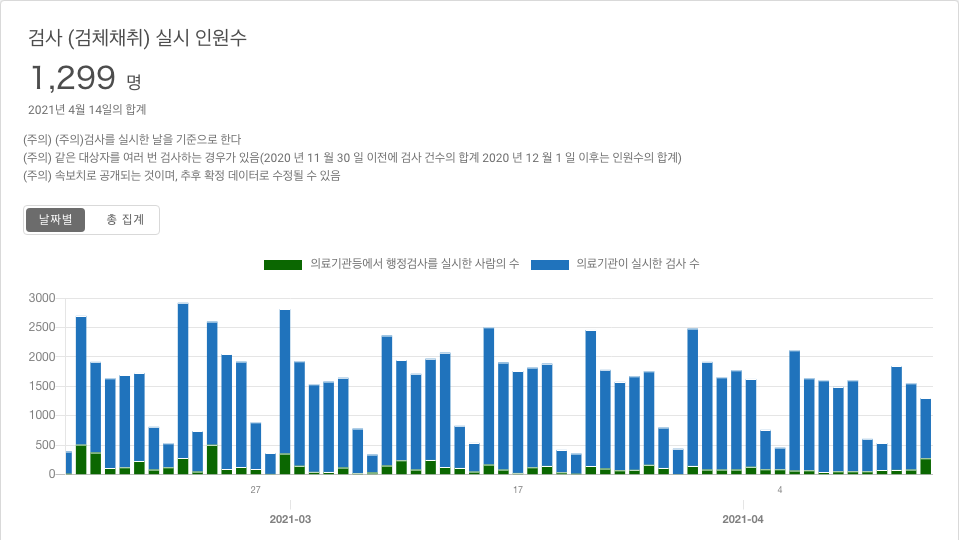 검사 (검체채취) 실시 인원수
1,299 명
2021년 4월 14일의 합계
(주의) (주의)검사를 실시한 날을 기준으로 한다
(주의) 같은 대상자를 여러 번 검사하는 경우가 있음(2020 년 11 월 30 일 이전에 검사 건수의 합계 2020 년 12 월 1 일 이후는 인원수의 합계)
(주의) 속보치로 공개되는 것이며, 추후 확정 데이터로 수정될 수 있음
날짜별 총 집계
의료기관등에서 행정검사를 실시한 사람의 수 의료기관이 실시한 검사 수
3000
2500
2000
1500
1000
500
0
27 17 4
2021-03 2021-04